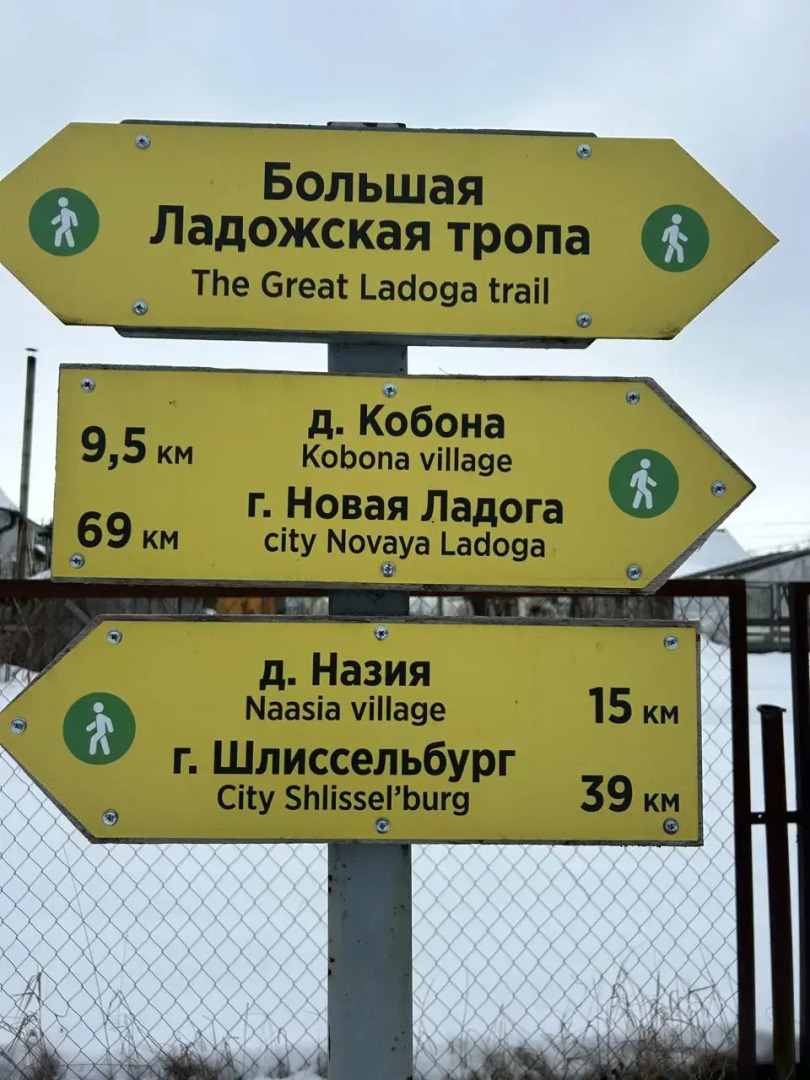 Большая
Ладожская тропа
The Great Ladoga trail
9,5 км
д. Кобона
Kobona village
69 км
г. Новая Ладога
city Novaya Ladoga
д. Назия
Naasia village
15 км
г. Шлиссельбург
City Shlissel’burg
39 км